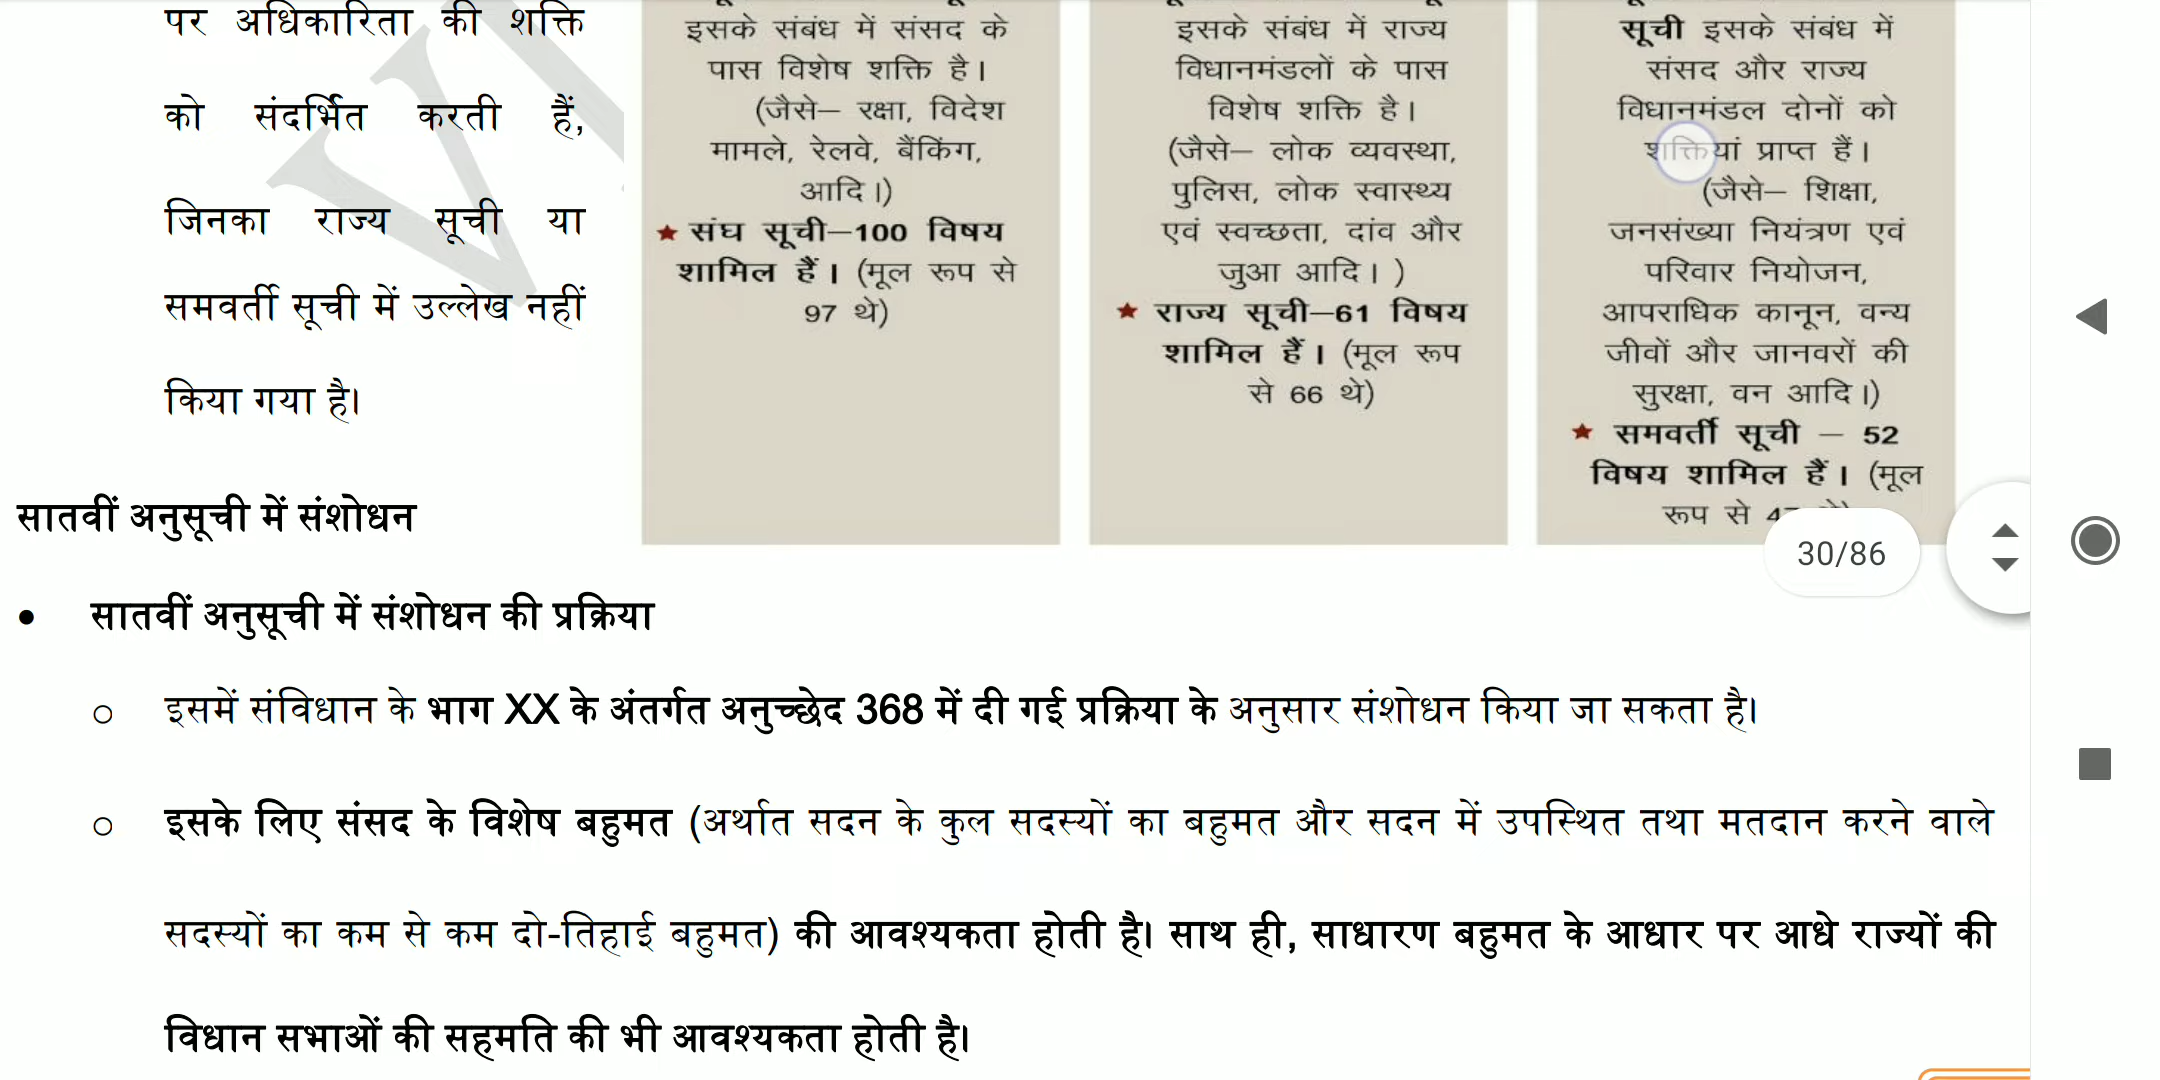 पर अधिकारिता की शक्ति
को संदर्भित करती हैं,
जिनका राज्य सूची या
समवर्ती सूची में उल्लेख नहीं
किया गया है।
इसके संबंध में संसद के
पास विशेष शक्ति है।
(जैसे– रक्षा, विदेश
मामले, रेलवे, बैंकिंग,
आदि।)
★ संघ सूची–100 विषय
शामिल हैं। (मूल रूप से
97 थे)
इसके संबंध में राज्य
विधानमंडलों के पास
विशेष शक्ति है।
(जैसे– लोक व्यवस्था,
पुलिस, लोक स्वास्थ्य
एवं स्वच्छता, दांव और
जुआ आदि। )
★ राज्य सूची–61 विषय
शामिल हैं। (मूल रूप
से 66 थे)
सूची इसके संबंध में
संसद और राज्य
विधानमंडल दोनों को
शक्तियां प्राप्त हैं।
(जैसे– शिक्षा,
जनसंख्या नियंत्रण एवं
परिवार नियोजन,
आपराधिक कानून, वन्य
जीवों और जानवरों की
सुरक्षा, वन आदि।)
★ समवर्ती सूची – 52
विषय शामिल हैं। (मूल
रूप से
30/86
सातवीं अनुसूची में संशोधन
• सातवीं अनुसूची में संशोधन की प्रक्रिया
○ इसमें संविधान के भाग XX के अंतर्गत अनुच्छेद 368 में दी गई प्रक्रिया के अनुसार संशोधन किया जा सकता है।
○ इसके लिए संसद के विशेष बहुमत (अर्थात सदन के कुल सदस्यों का बहुमत और सदन में उपस्थित तथा मतदान करने वाले
सदस्यों का कम से कम दो-तिहाई बहुमत) की आवश्यकता होती है। साथ ही, साधारण बहुमत के आधार पर आधे राज्यों की
विधान सभाओं की सहमति की भी आवश्यकता होती है।